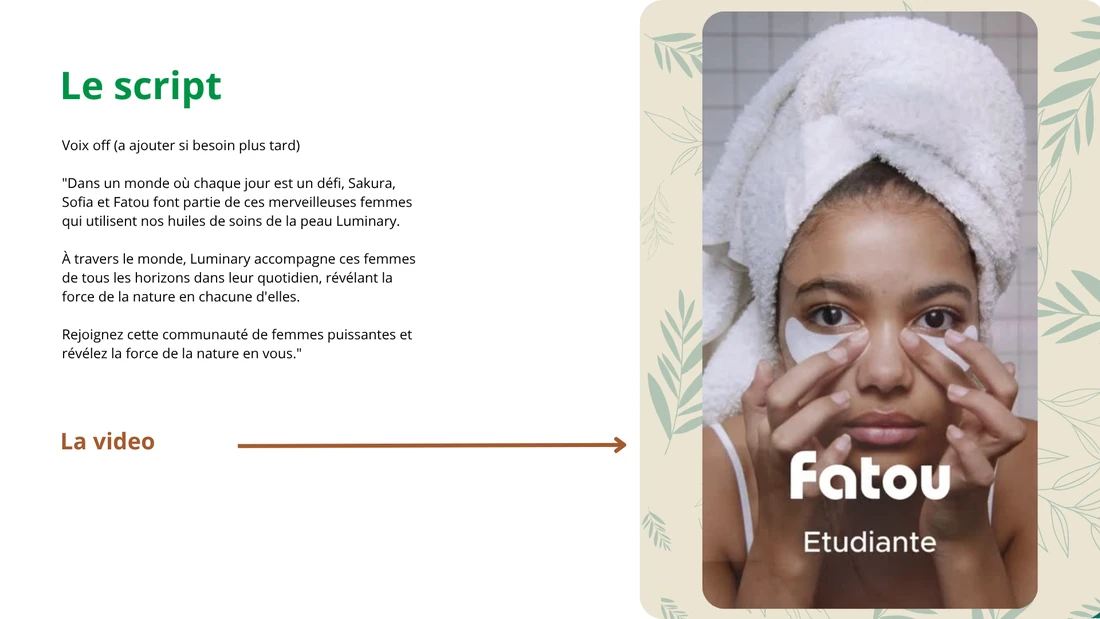 Le script
Voix off (a ajouter si besoin plus tard)
"Dans un monde où chaque jour est un défi, Sakura,
Sofia et Fatou font partie de ces merveilleuses femmes
qui utilisent nos huiles de soins de la peau Luminary.
À travers le monde, Luminary accompagne ces femmes
de tous les horizons dans leur quotidien, révélant la
force de la nature en chacune d'elles.
Rejoignez cette communauté de femmes puissantes et
révélez la force de la nature en vous."
La video
Fatou
Etudiante